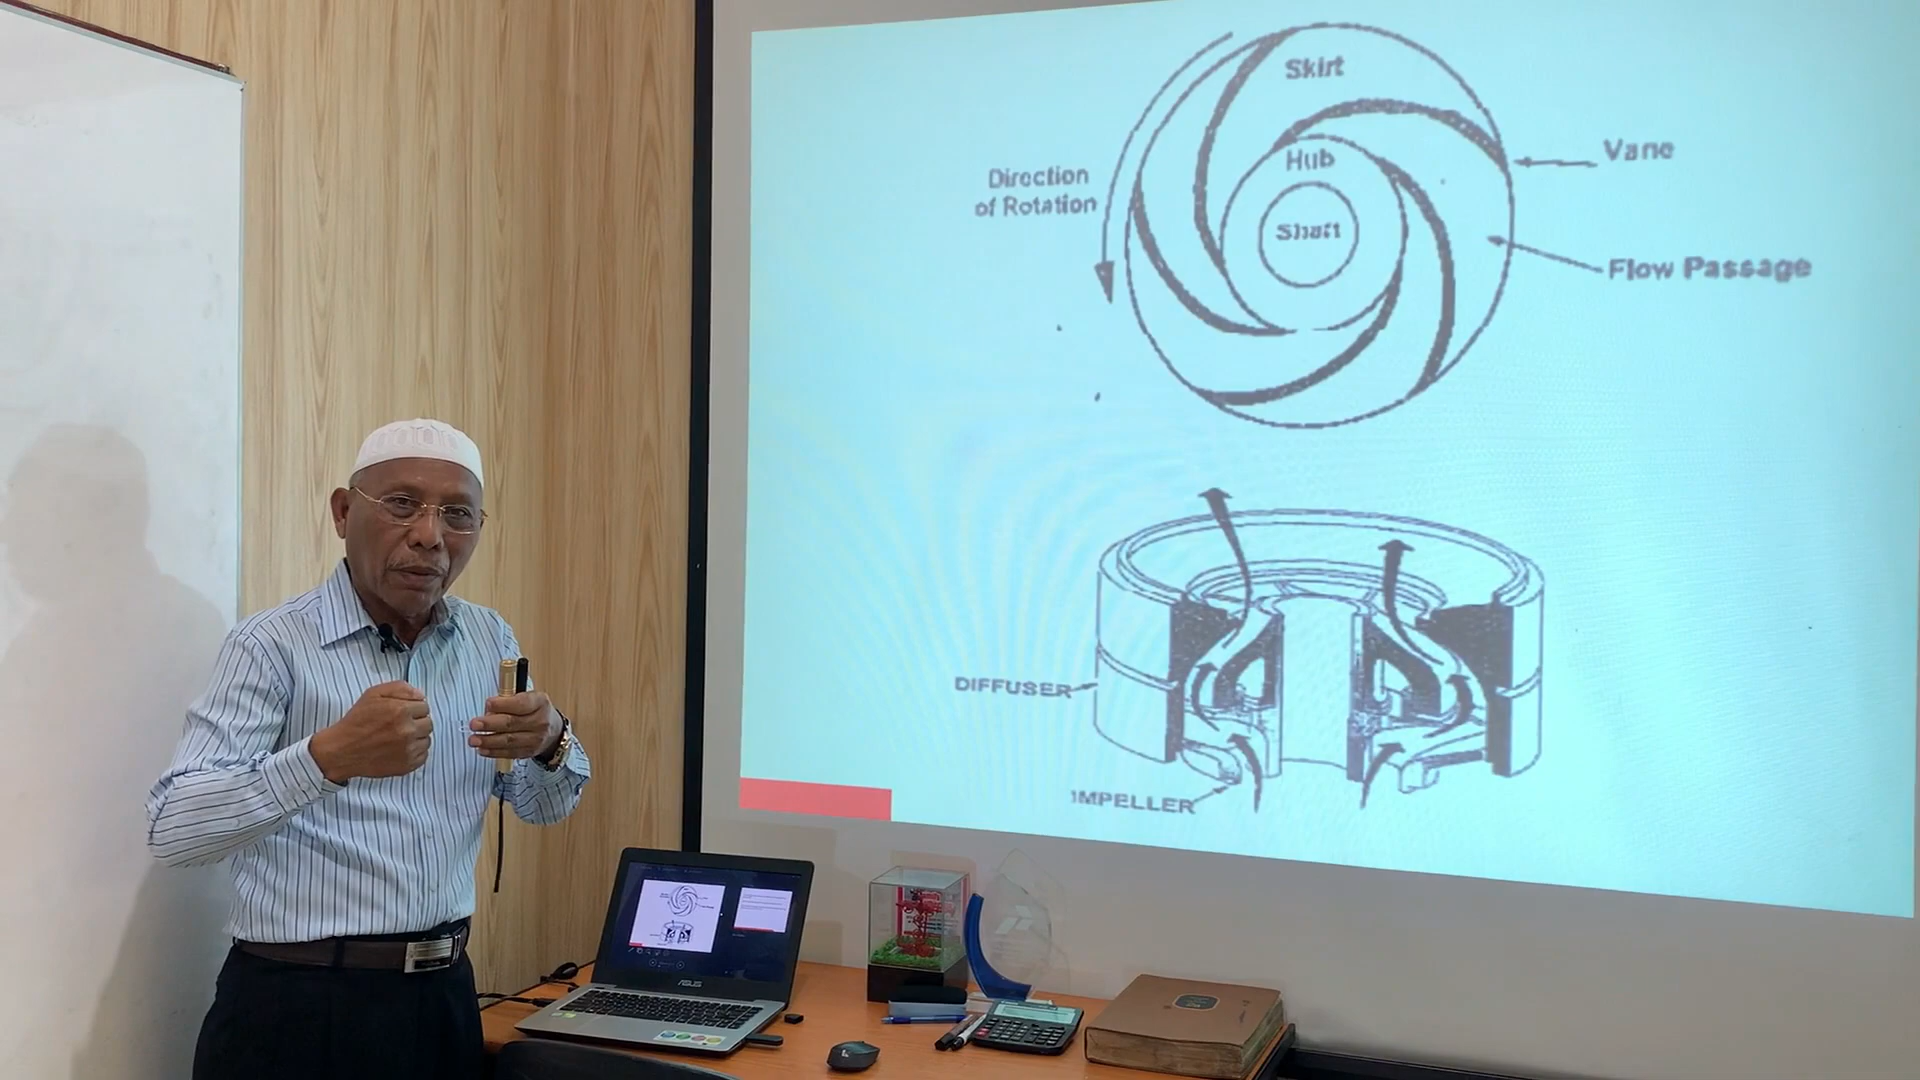 Skirt
Hub
Shaft
Vane
Direction
of Rotation
Flow Passage
DIFFUSER
IMPELLER
ASUS